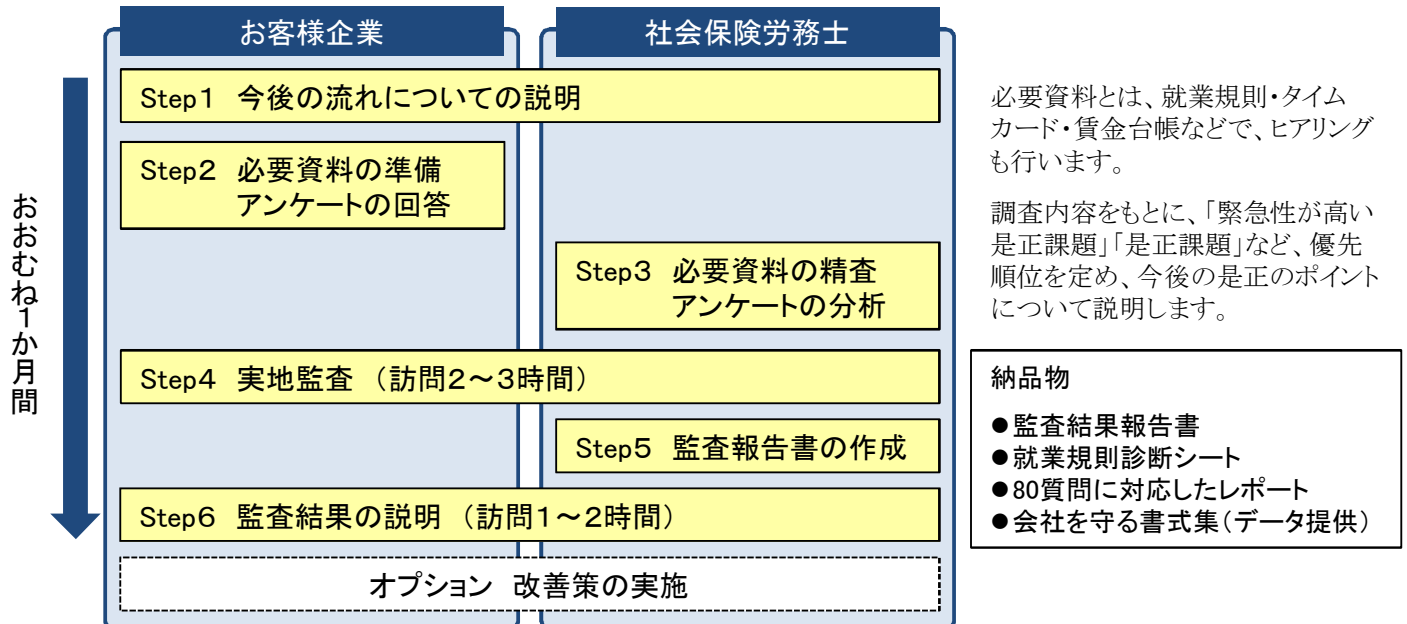 お客様企業
社会保険労務士
おおむね1か月間
Step1 今後の流れについての説明
Step2 必要資料の準備
アンケートの回答
Step3 必要資料の精査
アンケートの分析
Step4 実地監査 （訪問2～3時間）
Step5 監査報告書の作成
Step6 監査結果の説明 （訪問1～2時間）
オプション 改善策の実施
必要資料とは、就業規則・タイム
カード・賃金台帳などで、ヒアリング
も行います。
調査内容をもとに、「緊急性が高い
是正課題」「是正課題」など、優先
順位を定め、今後の是正のポイント
について説明します。
納品物
●監査結果報告書
●就業規則診断シート
●80質問に対応したレポート
●会社を守る書式集（データ提供）